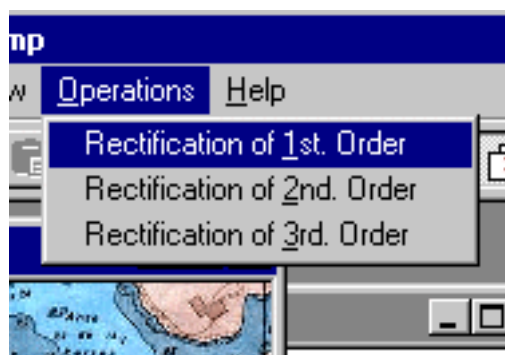 mp
w Operations Help
Rectification of 1st. Order
Rectification of 2nd. Order
Rectification of 3rd. Order